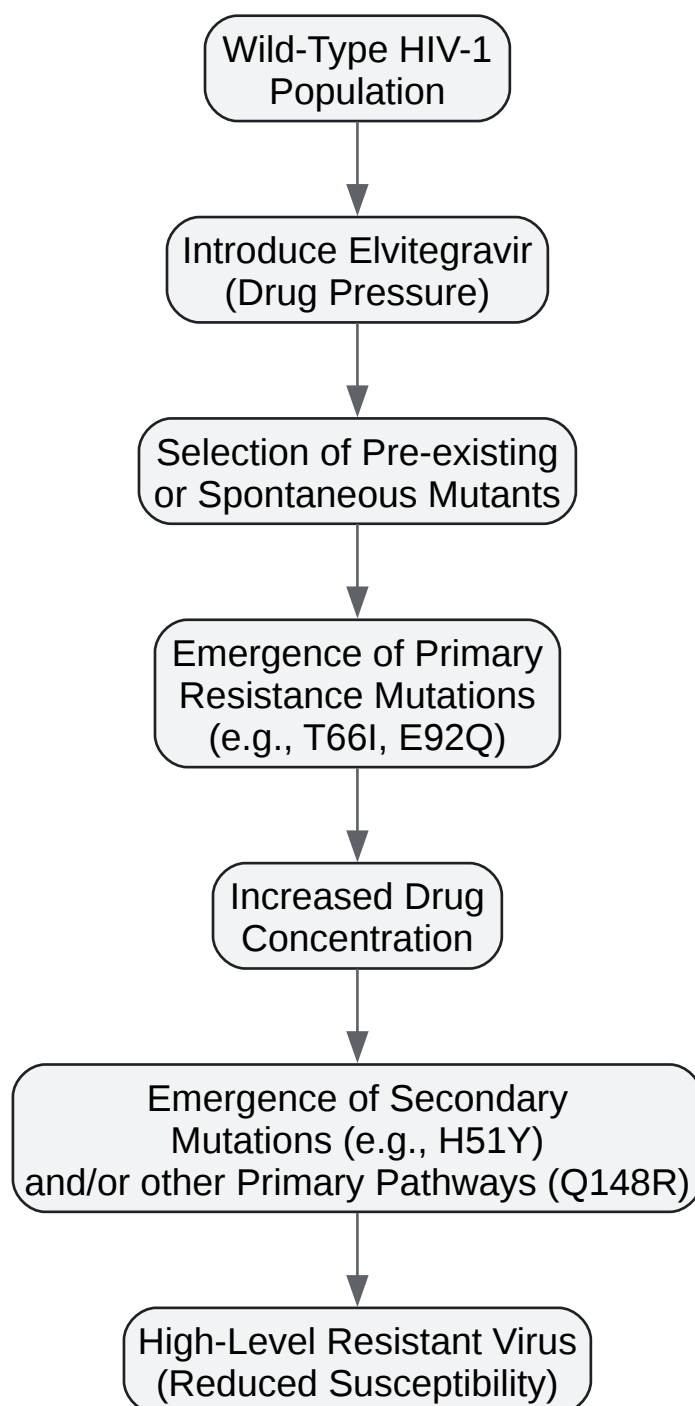 Wild-Type HIV-1
Population
Introduce Elvitegravir
(Drug Pressure)
Selection of Pre-existing
or Spontaneous Mutants
Emergence of Primary
Resistance Mutations
(e.g., T66I, E92Q)
Increased Drug
Concentration
Emergence of Secondary
Mutations (e.g., H51Y)
and/or other Primary Pathways (Q148R)
High-Level Resistant Virus
(Reduced Susceptibility)